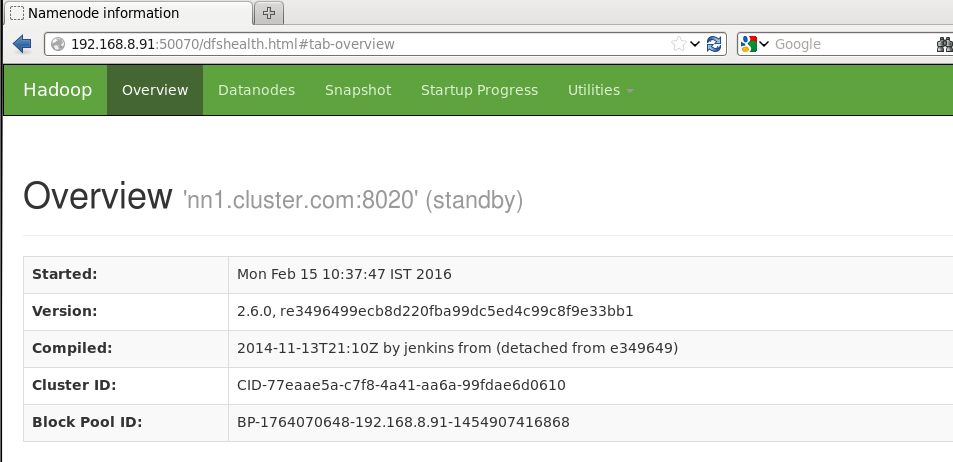 Namenode information
192.168.8.91:50070/dfshealth.html#tab-overview Google
Hadoop Overview Datanodes Snapshot Startup Progress Utilities
Overview 'nn1.cluster.com:8020' (standby)
Started: Mon Feb 15 10:37:47 IST 2016
Version: 2.6.0, re3496499ecb8d220fba99dc5ed4c99c8f9e33bb1
Compiled: 2014-11-13T21:10Z by jenkins from (detached from e349649)
Cluster ID: CID-77eaae5a-c7f8-4a41-aa6a-99fdae6d0610
Block Pool ID: BP-1764070648-192.168.8.91-1454907416868